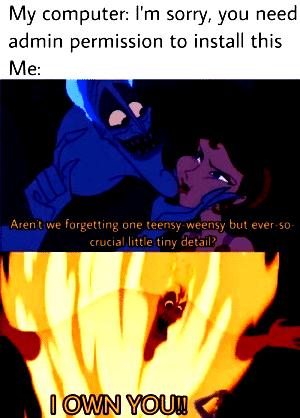 My computer: I'm sorry, you need
admin permission to install this
Me:
Aren't we forgetting one teensy-weensy but ever-so-
crucial little tiny detail?
I OWN YOU!!